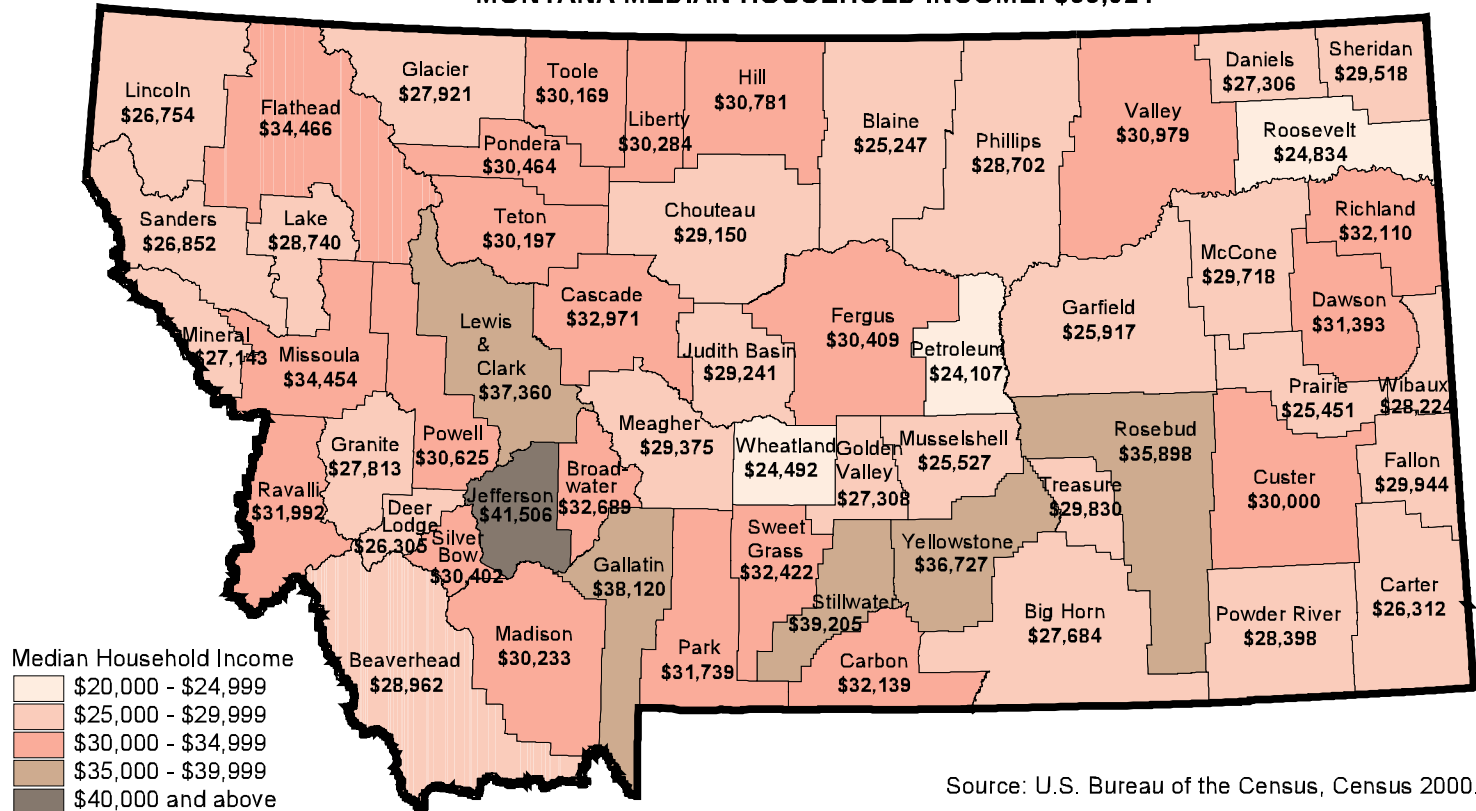 MONTANA MEDIAN HOUSEHOLD INCOME:
Lincoln
$26,754
Flathead
$34,466
Glacier
$27,921
Toole
$30,169
Liberty
$30,284
Hill
$30,781
Blaine
$25,247
Phillips
$28,702
Valley
$30,979
Daniels
$27,306
Sheridan
$29,518
Roosevelt
$24,834
Pondera
$30,464
Sanders
$26,852
Lake
$28,740
Teton
$30,197
Chouteau
$29,150
McCone
$29,718
Richland
$32,110
Mineral
$27,143
Missoula
$34,454
Lewis
&
Clark
$37,360
Cascade
$32,971
Judith Basin
$29,241
Fergus
$30,409
Petroleum
$24,107
Garfield
$25,917
Dawson
$31,393
Prairie
$25,451
Wibaux
$28,224
Ravalli
$31,992
Granite
$27,813
Powell
$30,625
Deer
Lodge
$26,305
Silver
Bow
$30,402
Jefferson
$41,506
Broad
water
$32,689
Meagher
$29,375
Wheatland
$24,492
Golden
Valley
$27,308
Musselshell
$25,527
Treasure
$29,830
Rosebud
$35,898
Custer
$30,000
Fallon
$29,944
Beaverhead
$28,962
Madison
$30,233
Gallatin
$38,120
Park
$31,739
Sweet
Grass
$32,422
Stillwater
$39,205
Yellowstone
$36,727
Carbon
$32,139
Big Horn
$27,684
Powder River
$28,398
Carter
$26,312
Median Household Income
$20,000 - $24,999
$25,000 - $29,999
$30,000 - $34,999
$35,000 - $39,999
$40,000 and above
Source: U.S. Bureau of the Census, Census 2000.